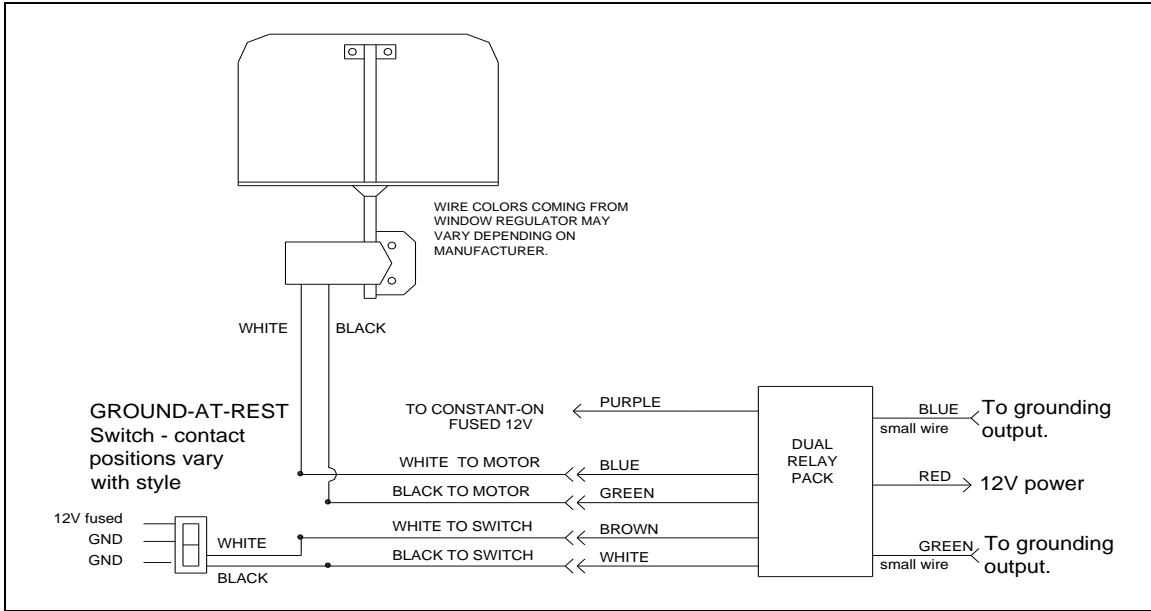 WIRE COLORS COMING FROM
WINDOW REGULATOR MAY
VARY DEPENDING ON
MANUFACTURER.
WHITE
BLACK
GROUND-AT-REST
Switch - contact
positions vary
with style
TO CONSTANT-ON
FUSED 12V
PURPLE
WHITE TO MOTOR
BLUE
BLACK TO MOTOR
GREEN
WHITE TO SWITCH
BROWN
BLACK TO SWITCH
WHITE
12V fused
GND
GND
WHITE
BLACK
DUAL
RELAY
PACK
BLUE
small wire
To grounding
output.
RED
12V power
GREEN
small wire
To grounding
output.